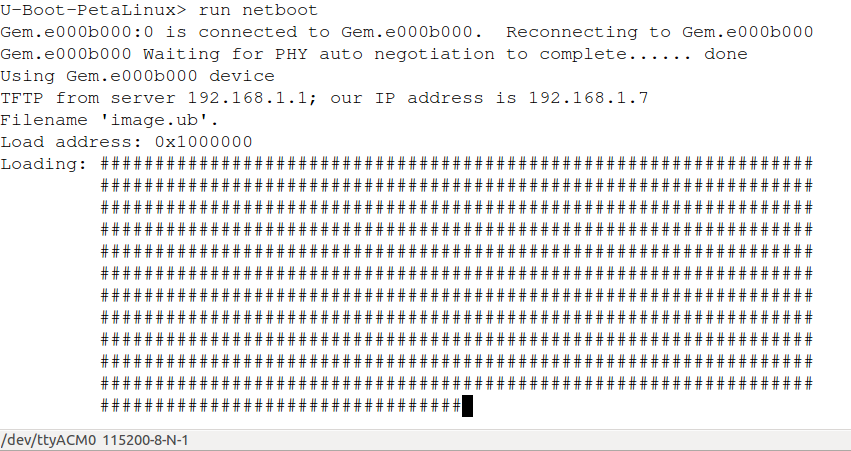 U-Boot-PetaLinux> run netboot
Gem.e000b000:0 is connected to Gem.e000b000.  Reconnecting to Gem.e000b000
Gem.e000b000 Waiting for PHY auto negotiation to complete...... done
Using Gem.e000b000 device
TFTP from server 192.168.1.1; our IP address is 192.168.1.7
Filename 'image.ub'.
Load address: 0x1000000
Loading: #################################################################
#################################################################
#################################################################
#################################################################
#################################################################
#################################################################
#################################################################
#################################################################
#################################################################
#################################################################
#################################################################
#################################
/dev/ttyACM0 115200-8-N-1